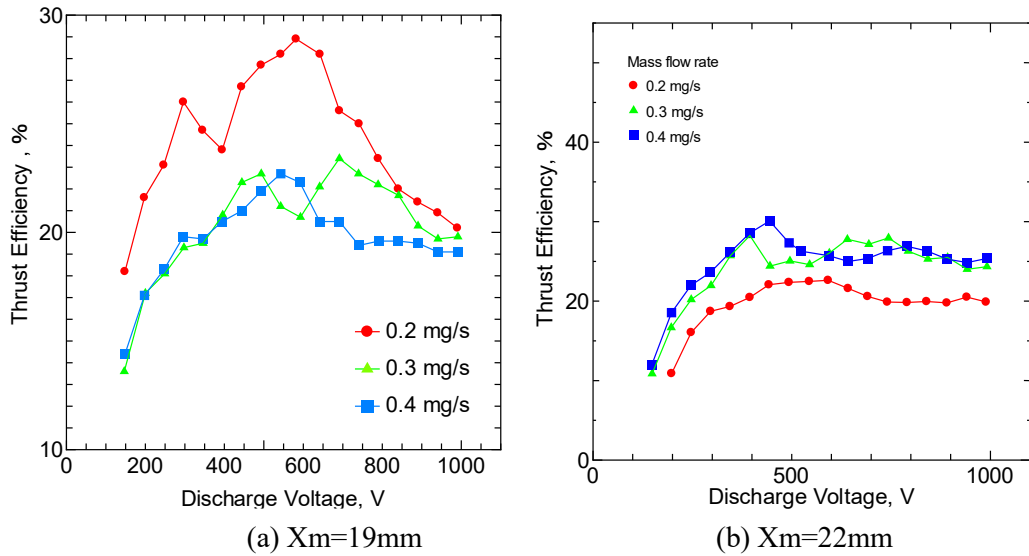 30%
20
10
0 200 400 600 800 1000
Thrust Efficiency , %
Discharge Voltage, V
0.2 mg/s
0.3 mg/s
0.4 mg/s
(a) Xm=19mm
40
20
0%
0 500 1000
Thrust Efficiency, %
Discharge Voltage, V
Mass flow rate
0.2 mg/s
0.3 mg/s
0.4 mg/s
(b) Xm=22mm